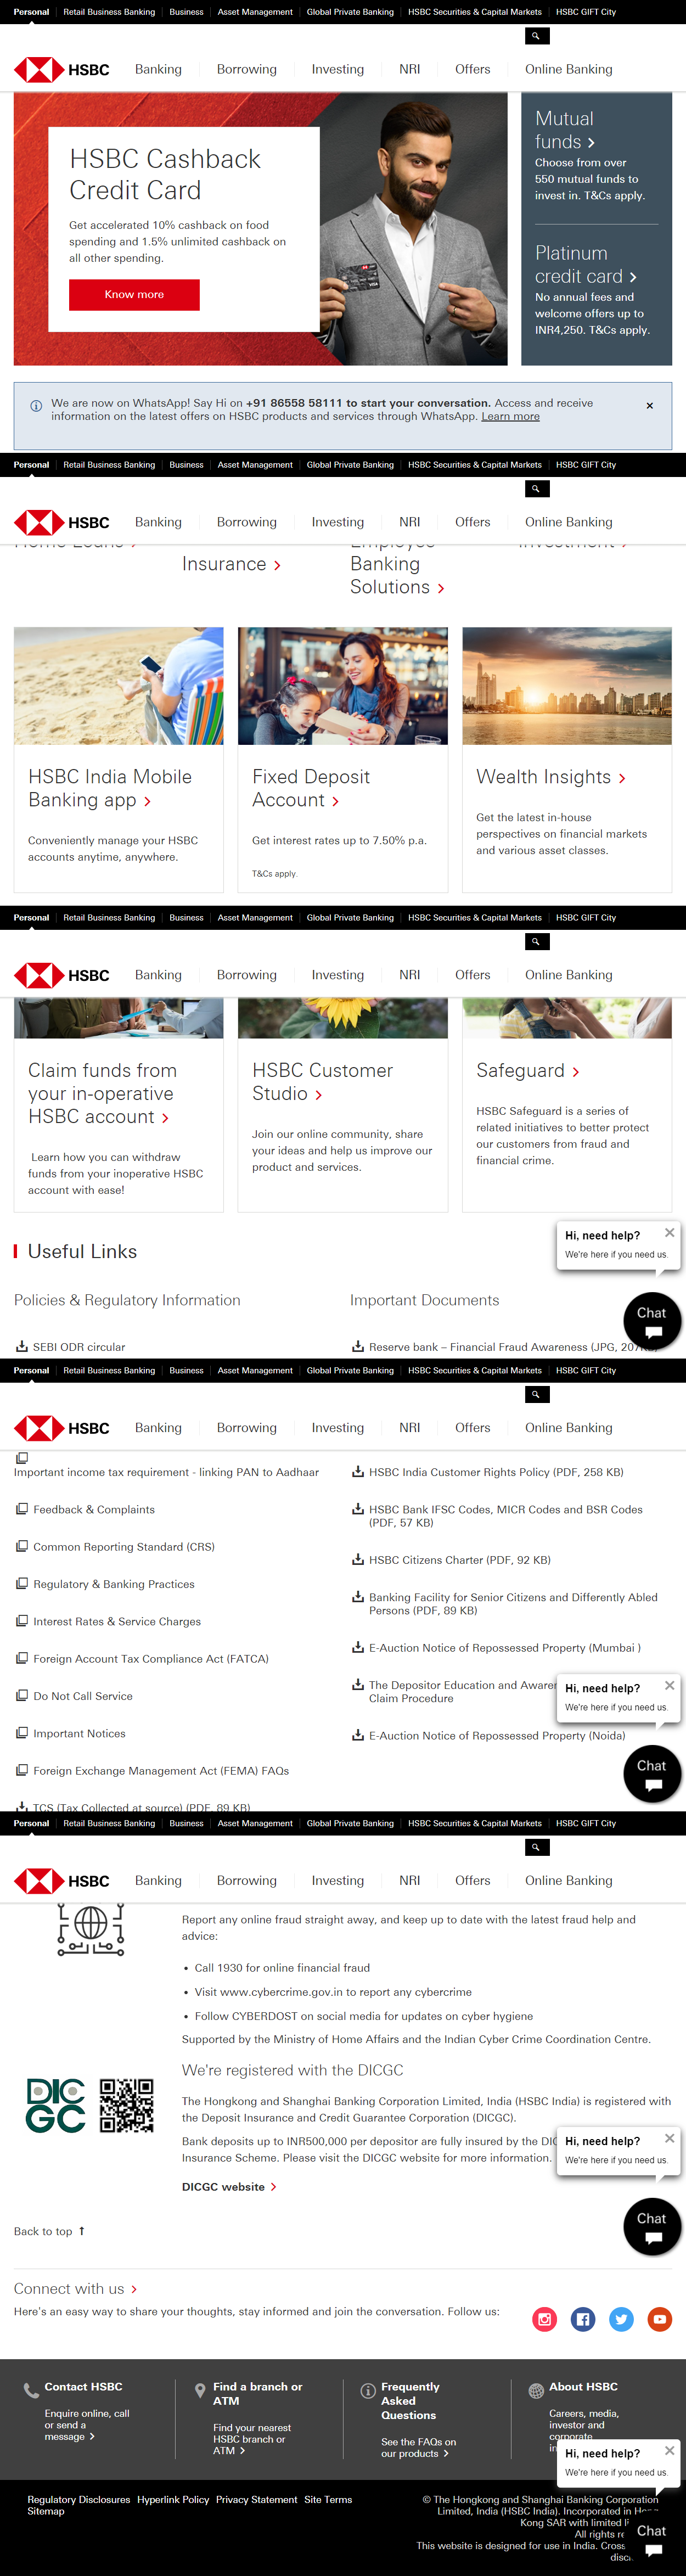 Personal Retail Business Banking Business Asset Management Global Private Banking HSBC Securities & Capital Markets HSBC GIFT City
HSBC Banking Borrowing Investing NRI Offers Online Banking
HSBC Cashback
Credit Card
Get accelerated 10% cashback on food
spending and 1.5% unlimited cashback on
all other spending.
Know more
Mutual
funds
Choose from over
550 mutual funds to
invest in. T&Cs apply.
Platinum
credit card
No annual fees and
welcome offers up to
INR4,250. T&Cs apply.
We are now on WhatsApp! Say Hi on +91 86558 58111 to start your conversation. Access and receive
information on the latest offers on HSBC products and services through WhatsApp. Learn more
Personal Retail Business Banking Business Asset Management Global Private Banking HSBC Securities & Capital Markets HSBC GIFT City
HSBC Banking Borrowing Investing NRI Offers Online Banking
Home Loans
Insurance
Employee
Banking
Solutions
Investment
HSBC India Mobile
Banking app
Conveniently manage your HSBC
accounts anytime, anywhere.
Fixed Deposit
Account
Get interest rates up to 7.50% p.a.
T&Cs apply.
Wealth Insights
Get the latest in-house
perspectives on financial markets
and various asset classes.
Personal Retail Business Banking Business Asset Management Global Private Banking HSBC Securities & Capital Markets HSBC GIFT City
HSBC Banking Borrowing Investing NRI Offers Online Banking
Claim funds from
your in-operative
HSBC account
Learn how you can withdraw
funds from your inoperative HSBC
account with ease!
HSBC Customer
Studio
Join our online community, share
your ideas and help us improve our
product and services.
Safeguard
HSBC Safeguard is a series of
related initiatives to better protect
our customers from fraud and
financial crime.
Useful Links
Hi, need help?
We're here if you need us.
Chat
Policies & Regulatory Information
SEBI ODR circular
Important Documents
Reserve bank – Financial Fraud Awareness (JPG, 207
Personal Retail Business Banking Business Asset Management Global Private Banking HSBC Securities & Capital Markets HSBC GIFT City
HSBC Banking Borrowing Investing NRI Offers Online Banking
Important income tax requirement - linking PAN to Aadhaar
Feedback & Complaints
Common Reporting Standard (CRS)
Regulatory & Banking Practices
Interest Rates & Service Charges
Foreign Account Tax Compliance Act (FATCA)
Do Not Call Service
Important Notices
Foreign Exchange Management Act (FEMA) FAQs
TCS (Tax Collected at source) (PDF, 89 KB)
HSBC India Customer Rights Policy (PDF, 258 KB)
HSBC Bank IFSC Codes, MICR Codes and BSR Codes
(PDF, 57 KB)
HSBC Citizens Charter (PDF, 92 KB)
Banking Facility for Senior Citizens and Differently Abled
Persons (PDF, 89 KB)
E-Auction Notice of Repossessed Property (Mumbai )
The Depositor Education and Awaren
Claim Procedure
E-Auction Notice of Repossessed Property (Noida)
Hi, need help?
We're here if you need us.
Chat
Personal Retail Business Banking Business Asset Management Global Private Banking HSBC Securities & Capital Markets HSBC GIFT City
HSBC Banking Borrowing Investing NRI Offers Online Banking
Report any online fraud straight away, and keep up to date with the latest fraud help and
advice:
• Call 1930 for online financial fraud
• Visit www.cybercrime.gov.in to report any cybercrime
• Follow CYBERDOST on social media for updates on cyber hygiene
Supported by the Ministry of Home Affairs and the Indian Cyber Crime Coordination Centre.
DICGC
We're registered with the DICGC
The Hongkong and Shanghai Banking Corporation Limited, India (HSBC India) is registered with
the Deposit Insurance and Credit Guarantee Corporation (DICGC).
Bank deposits up to INR500,000 per depositor are fully insured by the DIC
Insurance Scheme. Please visit the DICGC website for more information.
DICGC website
Hi, need help?
We're here if you need us.
Chat
Back to top
Connect with us
Here's an easy way to share your thoughts, stay informed and join the conversation. Follow us:
Contact HSBC
Enquire online, call
or send a
message
Find a branch or
ATM
Find your nearest
HSBC branch or
ATM
Frequently
Asked
Questions
See the FAQs on
our products
About HSBC
Careers, media,
investor and
corporate
in
Hi, need help?
We're here if you need us.
Chat
Regulatory Disclosures Hyperlink Policy Privacy Statement Site Terms
Sitemap
© The Hongkong and Shanghai Banking Corporation
Limited, India (HSBC India). Incorporated in Hong
Kong SAR with limited li
All rights re
This website is designed for use in India. Cross
disc